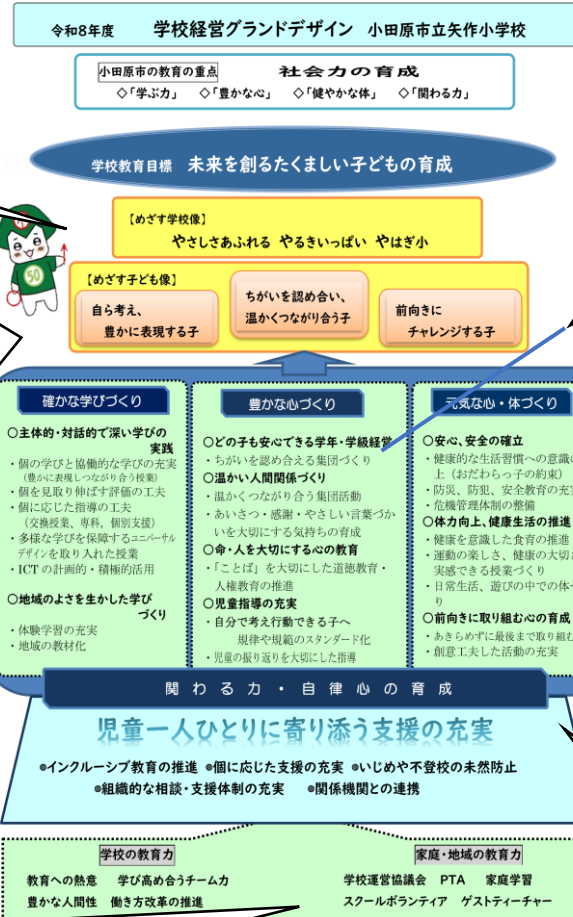 令和8年度 学校経営グランドデザイン 小田原市立矢作小学校
小田原市の教育の重点 社会力の育成
◇「学ぶ力」 ◇「豊かな心」 ◇「健やかな体」 ◇「関わる力」
学校教育目標 未来を創るたくましい子どもの育成
【めざす学校像】
やさしさあふれる やるきいっぱい やはぎ小
50
【めざす子ども像】
自ら考え、
豊かに表現する子
ちがいを認め合い、
温かくつながり合う子
前向きに
チャレンジする子
確かな学びづくり
○主体的・対話的で深い学びの
実践
・個の学びと協働的な学びの充実
(豊かに表現しつながり合う授業)
・個を見取り伸ばす評価の工夫
・個に応じた指導の工夫
(交換授業、専科，個別支援)
・多様な学びを保障するユニバーサル
デザインを取り入れた授業
・ICT の計画的・積極的活用
○地域のよさを生かした学び
づくり
・体験学習の充実
・地域の教材化
豊かな心づくり
○どの子も安心できる学年・学級経営
・ちがいを認め合える集団づくり
○温かい人間関係づくり
・温かくつながり合う集団活動
・あいさつ・感謝・やさしい言葉づか
いを大切にする気持ちの育成
○命・人を大切にする心の教育
・「ことば」を大切にした道徳教育・
人権教育の推進
○児童指導の充実
・自分で考え行動できる子へ
規律や規範のスタンダード化
・児童の振り返りを大切にした指導
元気な心・体づくり
○安心、安全の確立
・健康的な生活習慣への意識の
上（おだわらっ子の約束）
・防災、防犯、安全教育の充
・危機管理体制の整備
○体力向上、健康生活の推進
・健康を意識した食育の推進
・運動の楽しさ、健康の大切
実感できる授業づくり
・日常生活、遊びの中での体
り
○前向きに取り組む心の育成
・あきらめずに最後まで取り組む
・創意工夫した活動の充実
関わる力・自律心の育成
児童一人ひとりに寄り添う支援の充実
◎インクルーシブ教育の推進 ◎個に応じた支援の充実 ◎いじめや不登校の未然防止
◎組織的な相談・支援体制の充実 ◎関係機関との連携
学校の教育力
教育への熱意 学び高め合うチーム力
豊かな人間性 働き方改革の推進
家庭・地域の教育力
学校運営協議会 PTA 家庭学習
スクールボランティア ゲストティーチャー